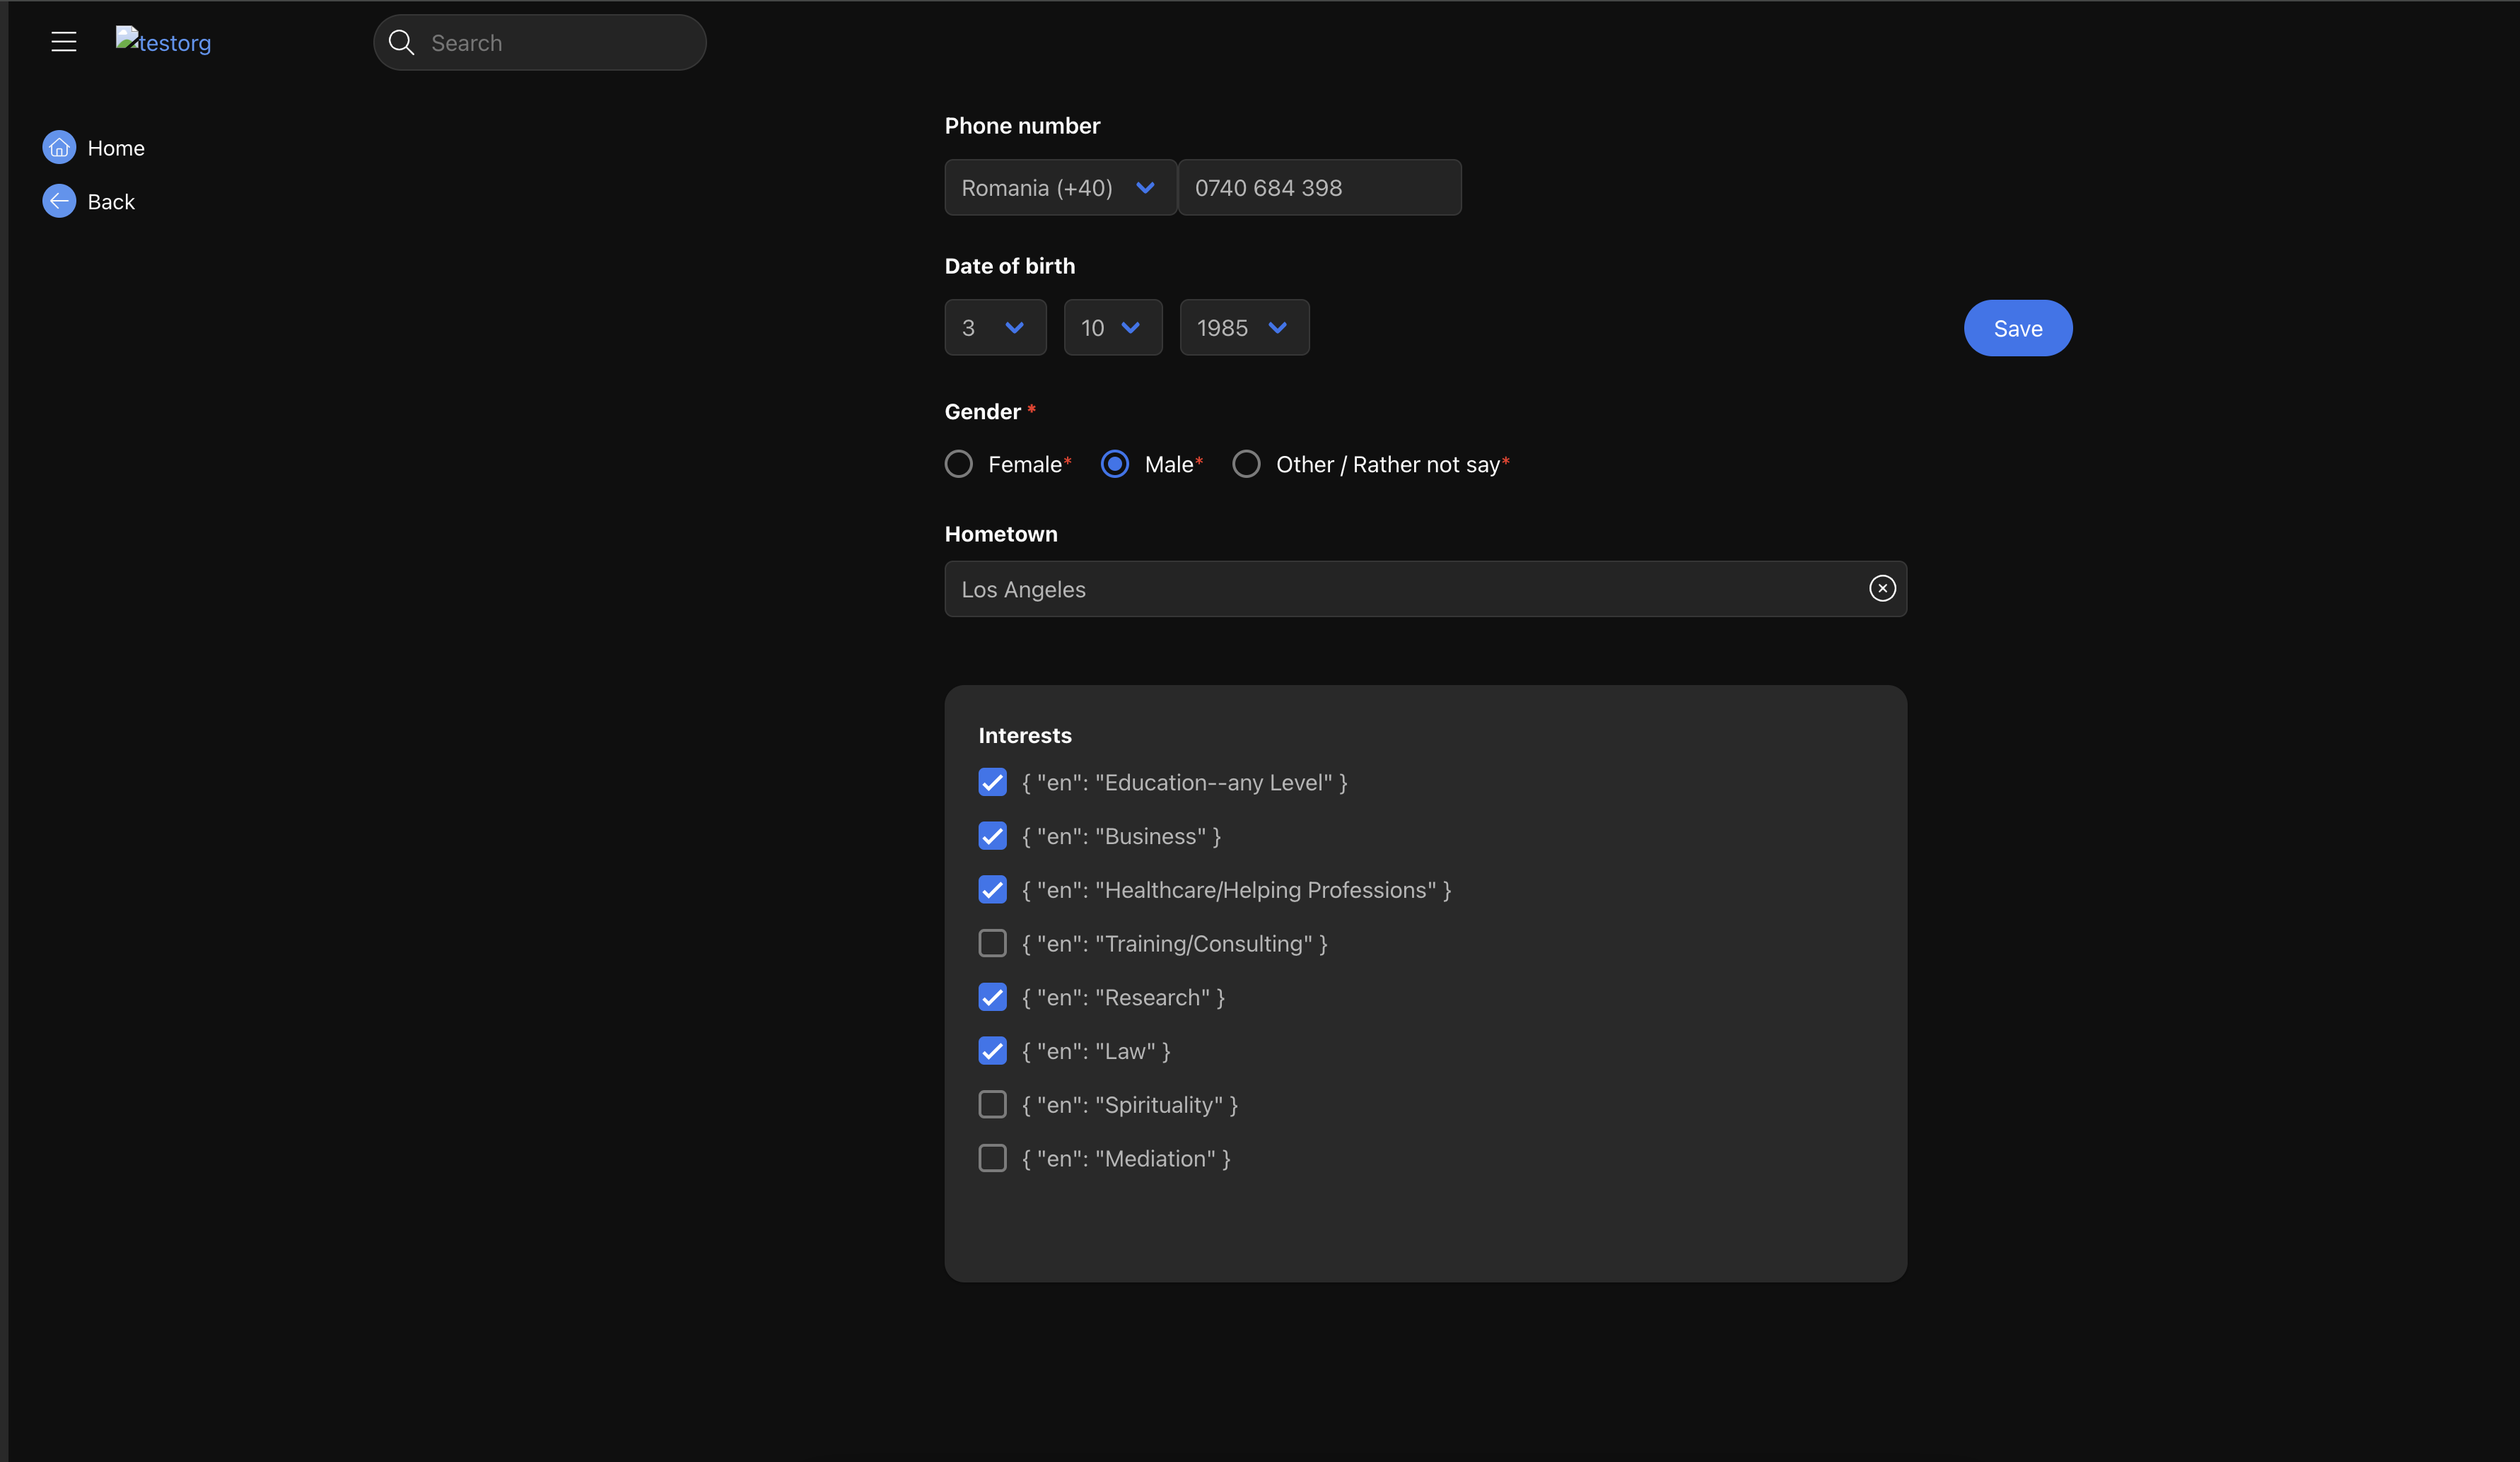 testorg
Search
Home
Back
Phone number
Romania (+40) 0740 684 398
Date of birth
3 10 1985
Save
Gender *
Female* Male* Other / Rather not say*
Hometown
Los Angeles
Interests
{ "en": "Education--any Level" }
{ "en": "Business" }
{ "en": "Healthcare/Helping Professions" }
{ "en": "Training/Consulting" }
{ "en": "Research" }
{ "en": "Law" }
{ "en": "Spirituality" }
{ "en": "Mediation" }